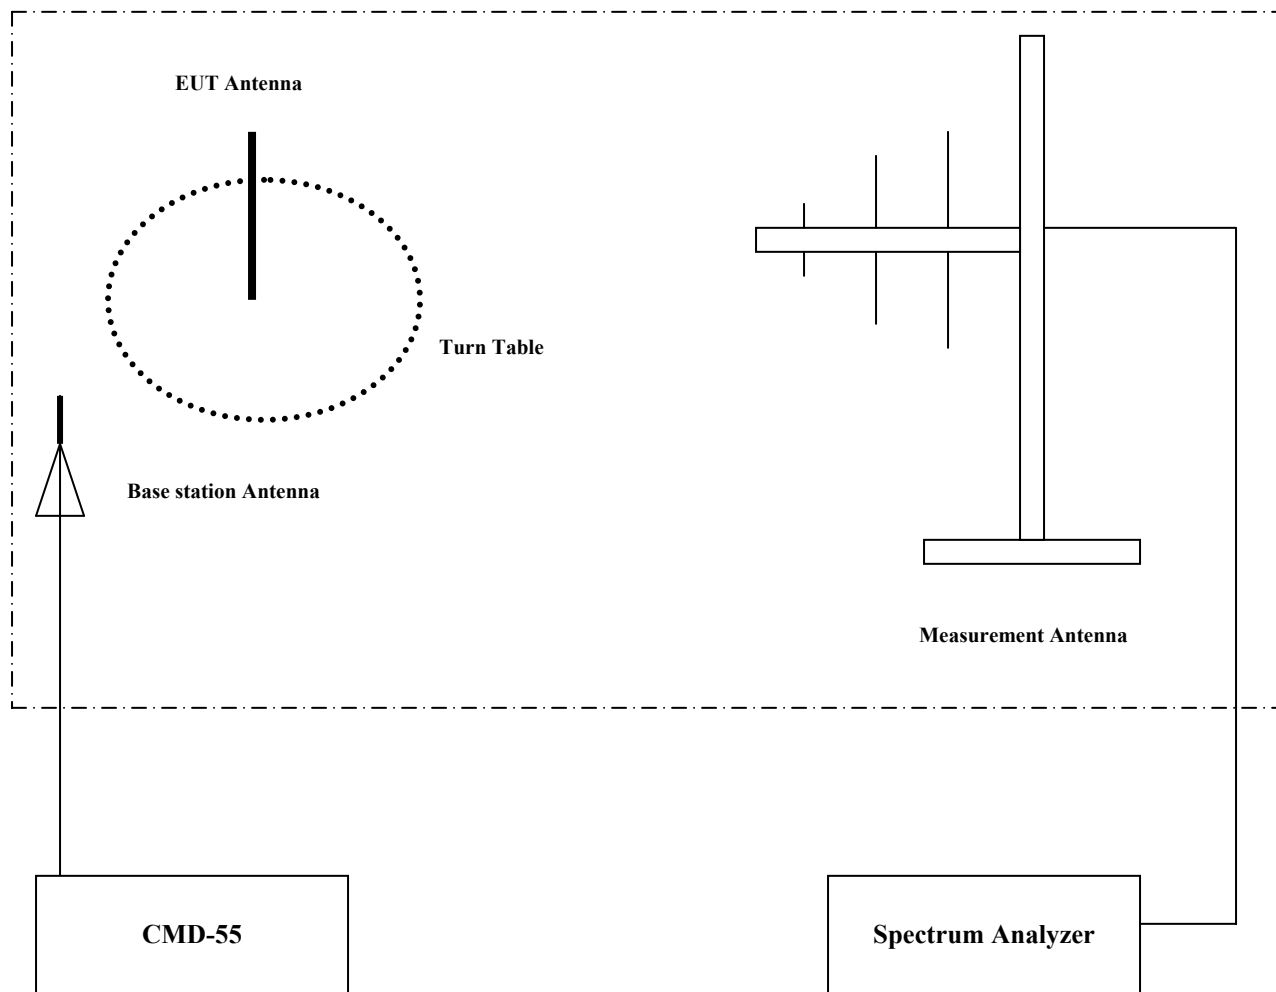 EUT Antenna
Turn Table
Base station Antenna
Measurement Antenna
CMD-55
Spectrum Analyzer